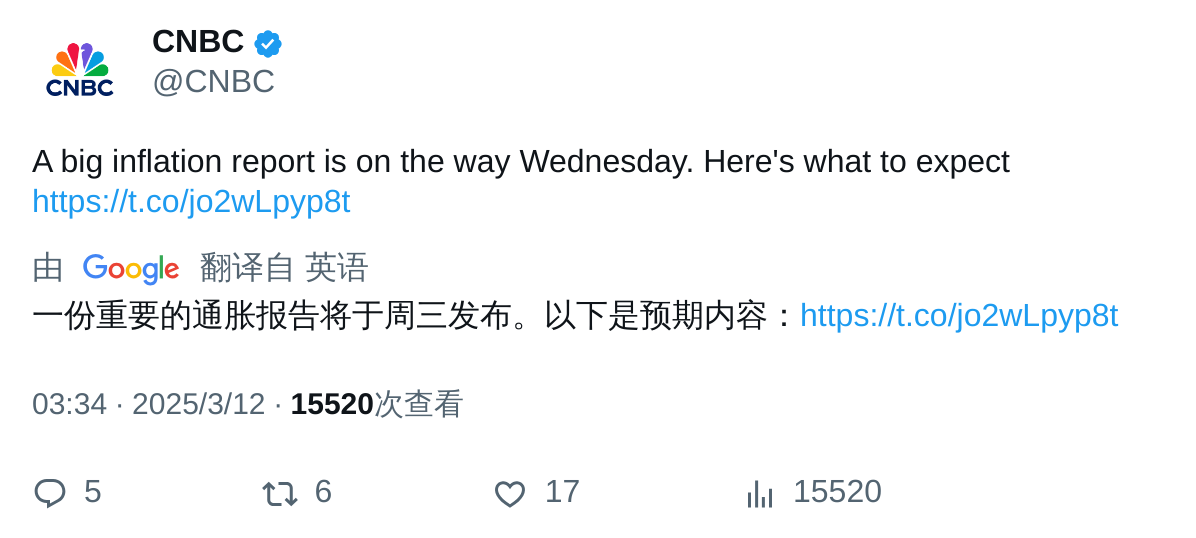 CNBC
CNBC
@CNBC
A big inflation report is on the way Wednesday. Here's what to expect
https://t.co/jo2wLpyp8t
由 Google 翻译自 英语
一份重要的通胀报告将于周三发布。以下是预期内容：https://t.co/jo2wLpyp8t
03:34 · 2025/3/12 · 15520次查看
5 6 17 15520